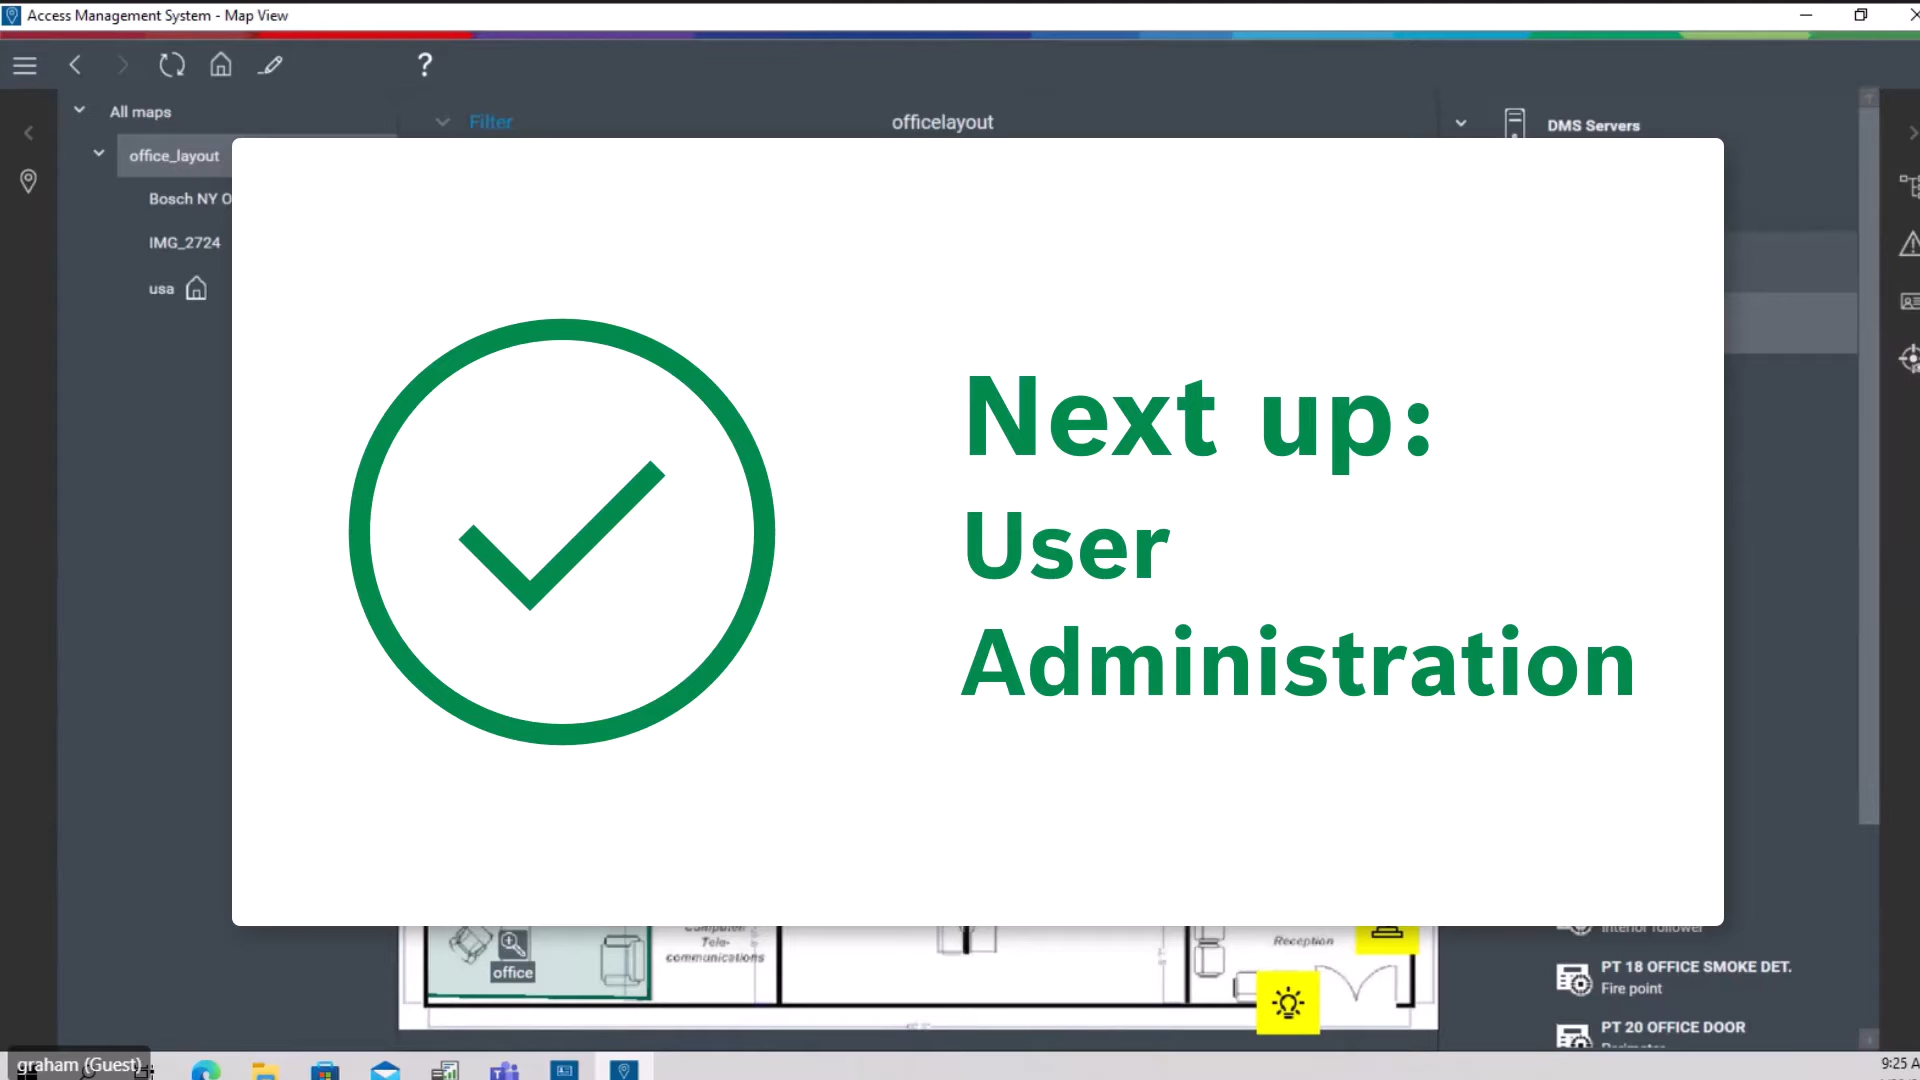 Access Management System - Map View
?
All maps
Filter
officelayout
DMS Servers
office_layout
Bosch NY O
IMG_2724
usa
Next up:
User
Administration
Tele-
communications
office
Reception
Interior follower
PT 18 OFFICE SMOKE DET.
Fire point
PT 20 OFFICE DOOR
graham (Guest)
9:25 A